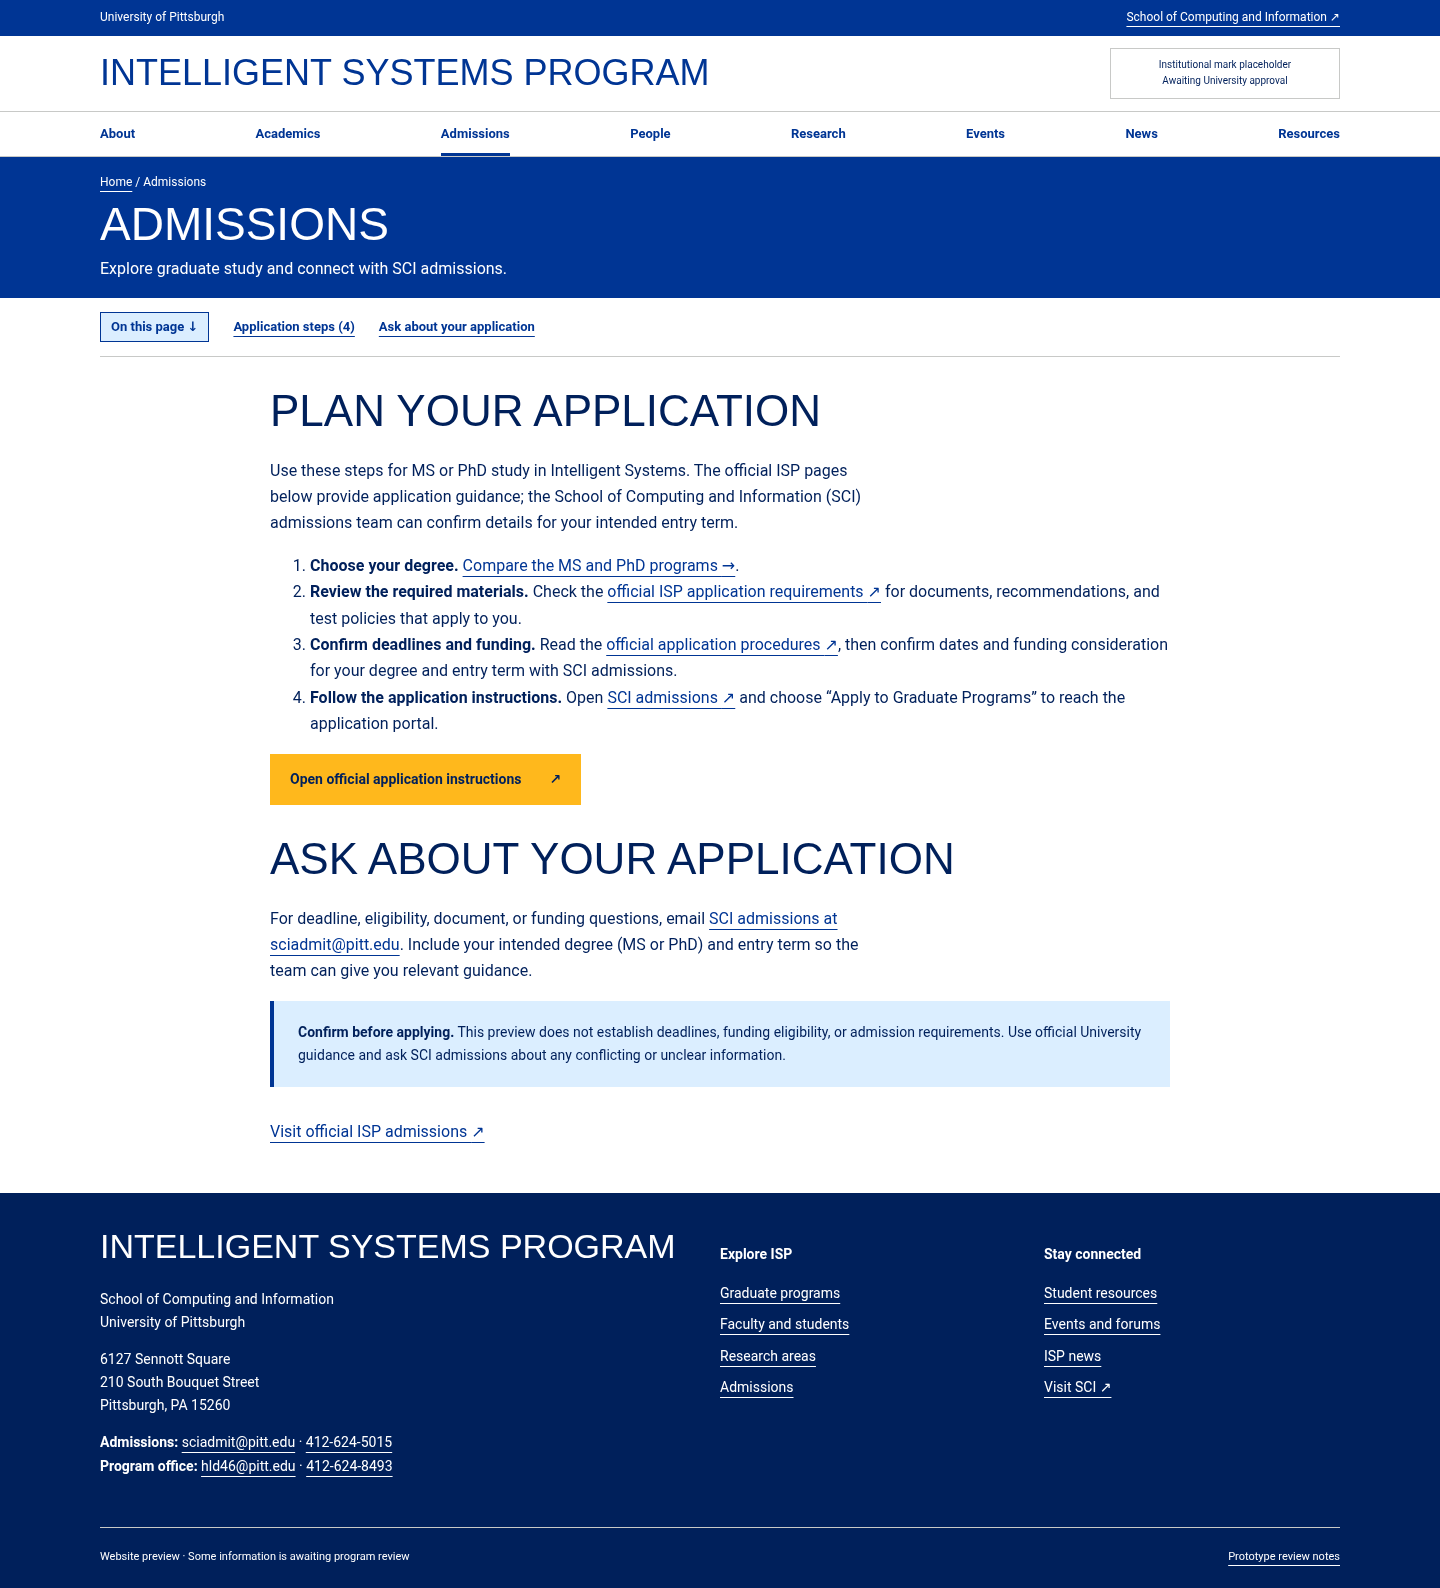 University of Pittsburgh
School of Computing and Information ↗
INTELLIGENT SYSTEMS PROGRAM
Institutional mark placeholder
Awaiting University approval
About
Academics
Admissions
People
Research
Events
News
Resources
Home / Admissions
ADMISSIONS
Explore graduate study and connect with SCI admissions.
On this page ↓
Application steps (4)
Ask about your application
PLAN YOUR APPLICATION
Use these steps for MS or PhD study in Intelligent Systems. The official ISP pages
below provide application guidance; the School of Computing and Information (SCI)
admissions team can confirm details for your intended entry term.
1. Choose your degree. Compare the MS and PhD programs →.
2. Review the required materials. Check the official ISP application requirements ↗ for documents, recommendations, and
test policies that apply to you.
3. Confirm deadlines and funding. Read the official application procedures ↗, then confirm dates and funding consideration
for your degree and entry term with SCI admissions.
4. Follow the application instructions. Open SCI admissions ↗ and choose “Apply to Graduate Programs” to reach the
application portal.
Open official application instructions ↗
ASK ABOUT YOUR APPLICATION
For deadline, eligibility, document, or funding questions, email SCI admissions at
sciadmit@pitt.edu. Include your intended degree (MS or PhD) and entry term so the
team can give you relevant guidance.
Confirm before applying. This preview does not establish deadlines, funding eligibility, or admission requirements. Use official University
guidance and ask SCI admissions about any conflicting or unclear information.
Visit official ISP admissions ↗
INTELLIGENT SYSTEMS PROGRAM
School of Computing and Information
University of Pittsburgh
6127 Sennott Square
210 South Bouquet Street
Pittsburgh, PA 15260
Admissions: sciadmit@pitt.edu · 412-624-5015
Program office: hld46@pitt.edu · 412-624-8493
Explore ISP
Graduate programs
Faculty and students
Research areas
Admissions
Stay connected
Student resources
Events and forums
ISP news
Visit SCI ↗
Website preview · Some information is awaiting program review
Prototype review notes